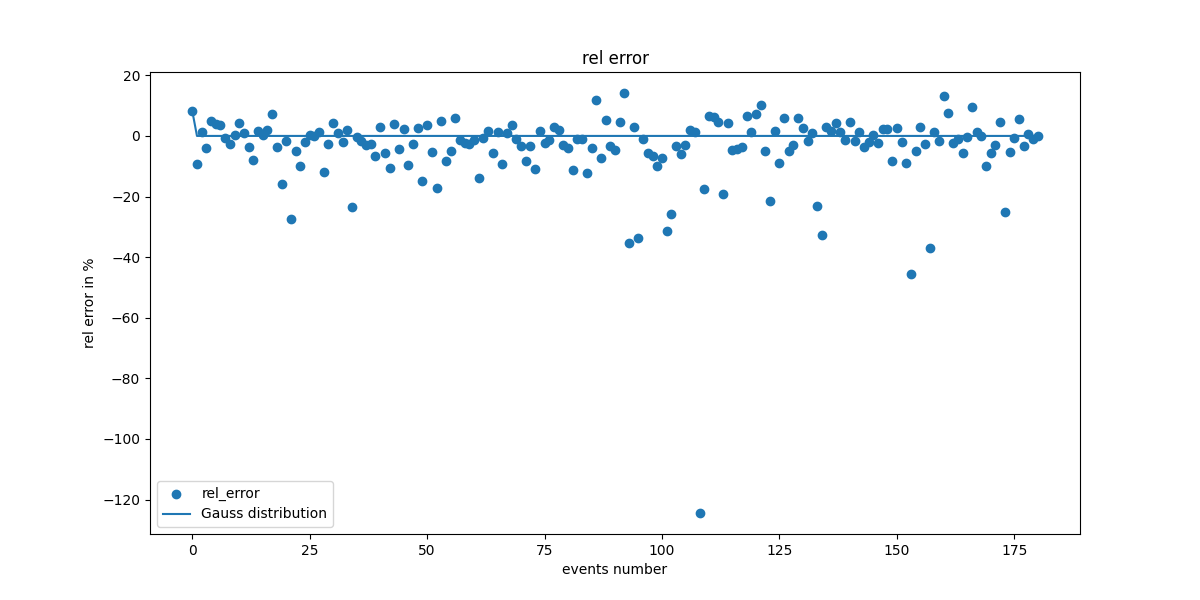 rel error
20
0
−20
−40
−60
−80
−100
−120
rel error in %
rel_error
Gauss distribution
0 25 50 75 100 125 150 175
events number